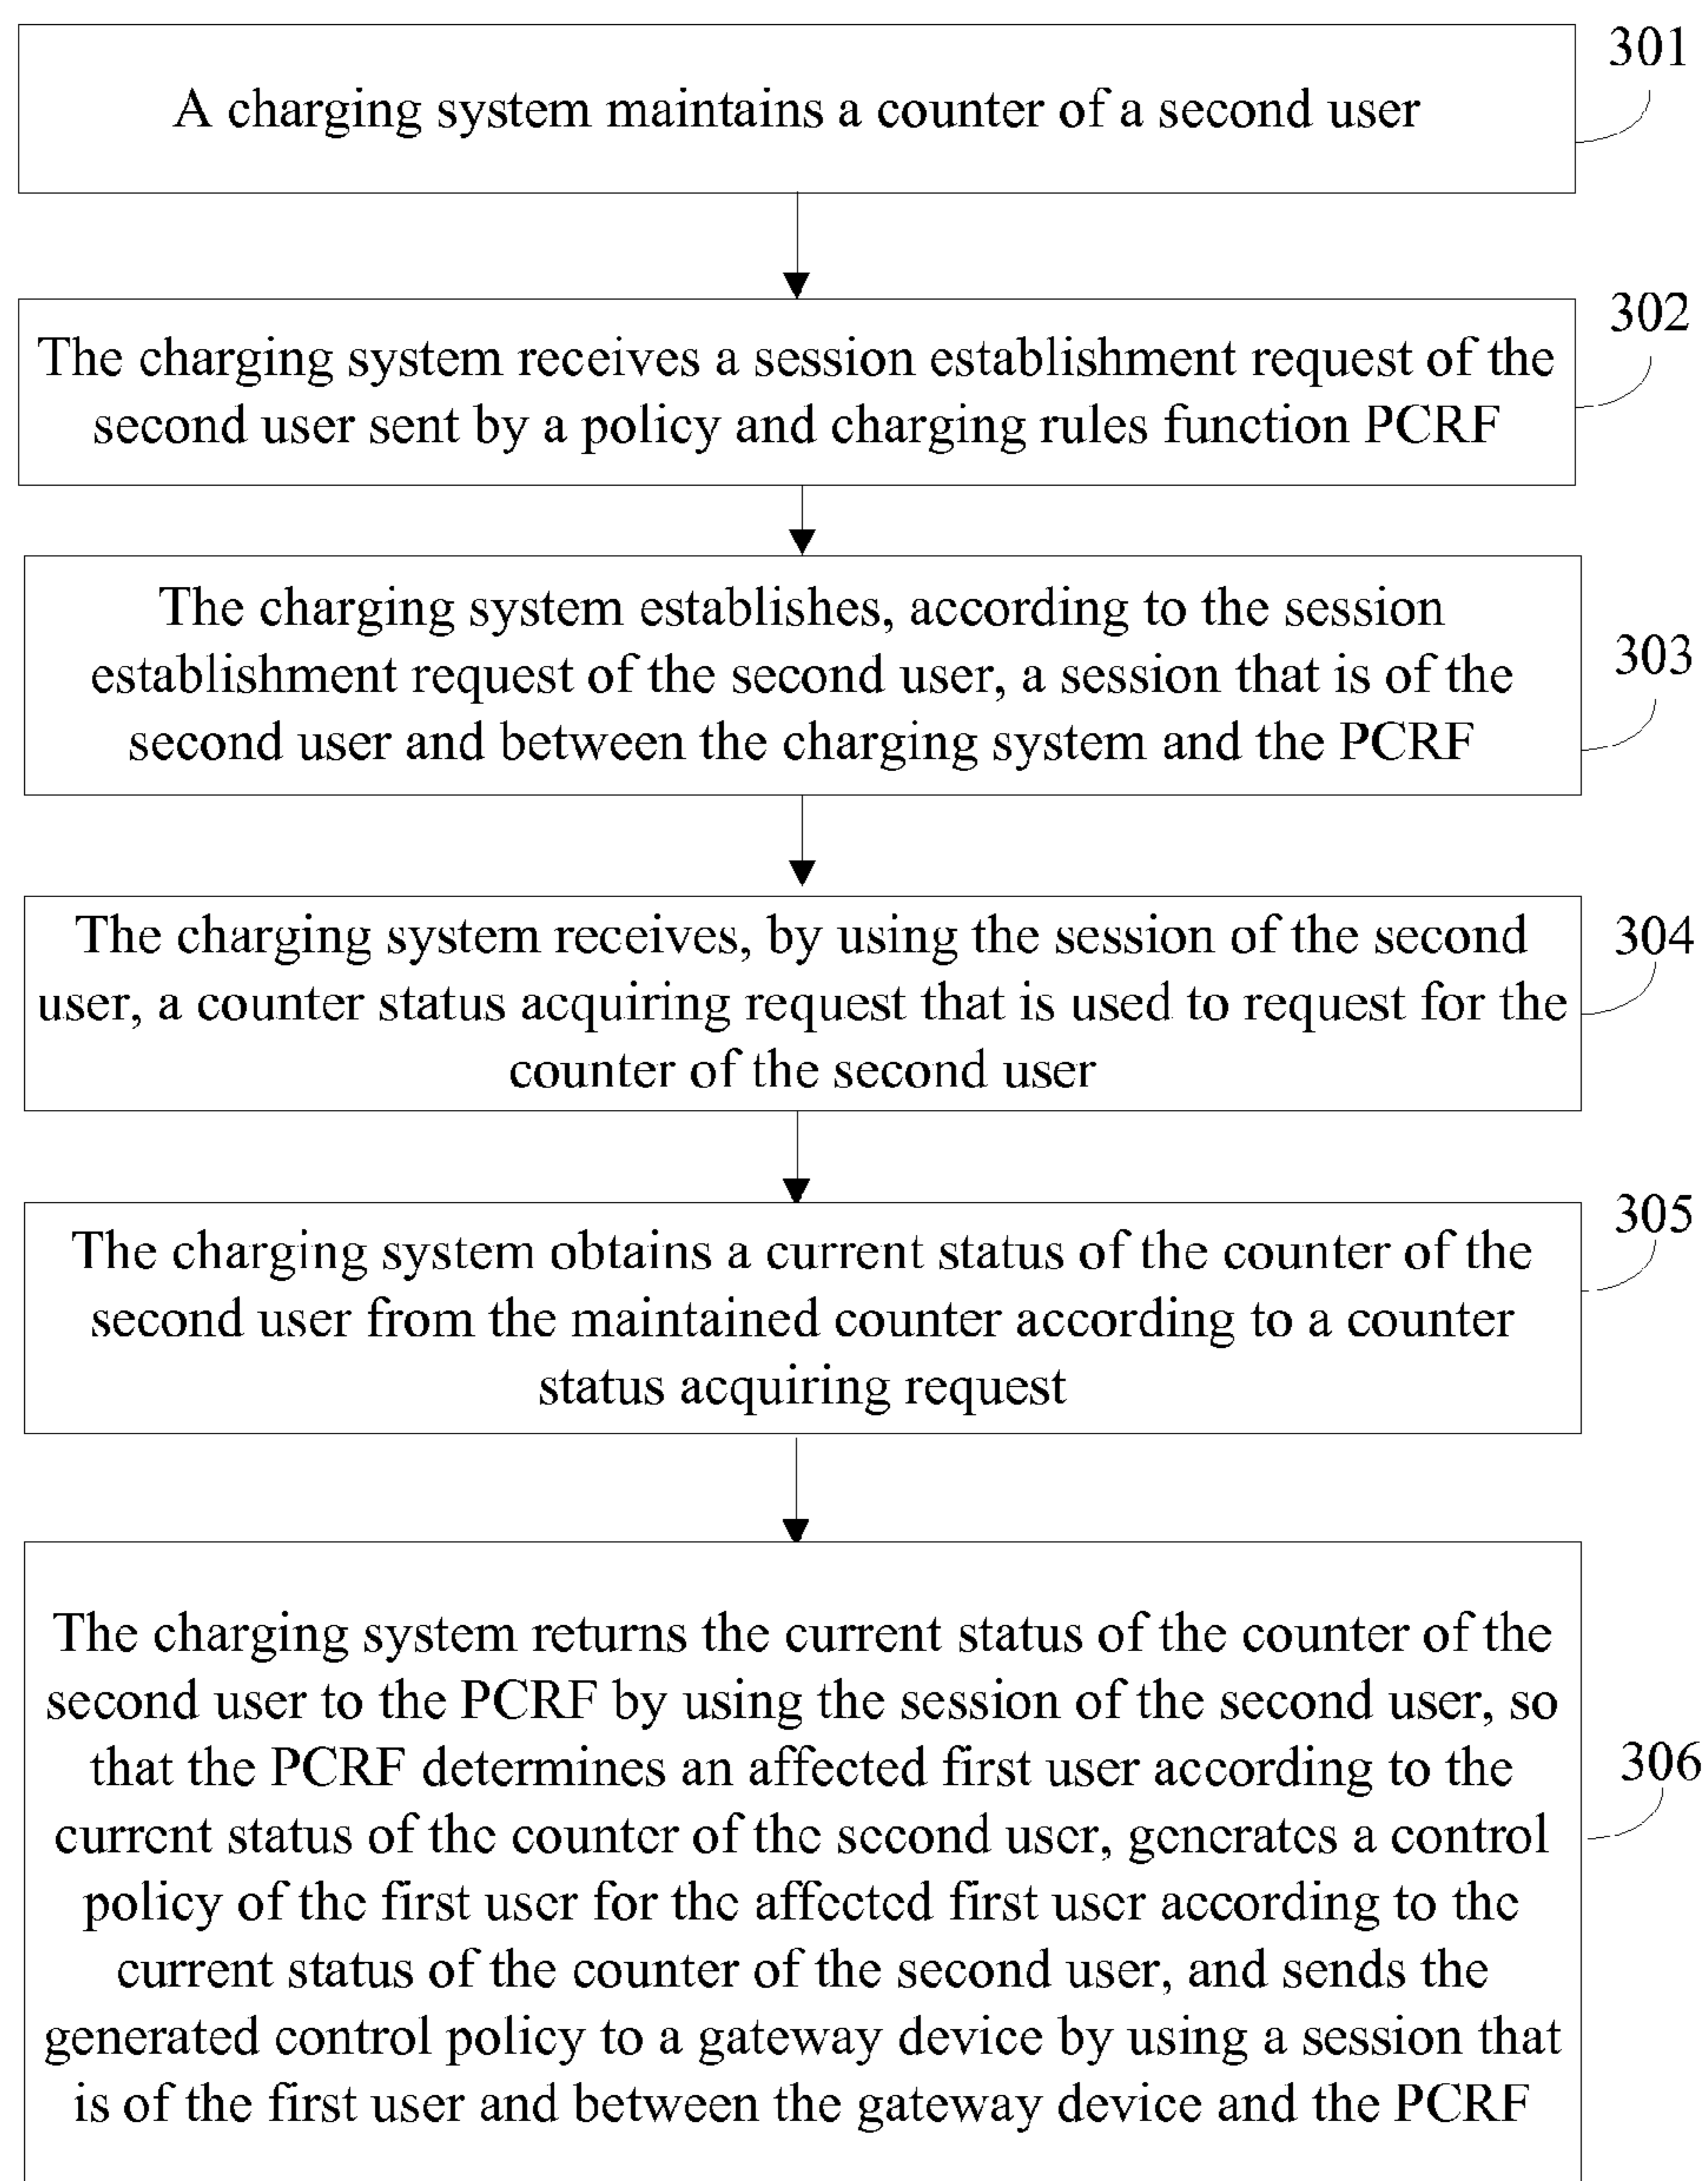 301
A charging system maintains a counter of a second user
302
The charging system receives a session establishment request of the
second user sent by a policy and charging rules function PCRF
The charging system establishes, according to the session
establishment request of the second user, a session that is of the
second user and between the charging system and the PCRF
303
The charging system receives, by using the session of the second
user, a counter status acquiring request that is used to request for the
counter of the second user
304
The charging system obtains a current status of the counter of the
second user from the maintained counter according to a counter
status acquiring request
305
The charging system returns the current status of the counter of the
second user to the PCRF by using the session of the second user, so
that the PCRF determines an affected first user according to the
current status of the counter of the second user, generates a control
policy of the first user for the affected first user according to the
current status of the counter of the second user, and sends the
generated control policy to a gateway device by using a session that
is of the first user and between the gateway device and the PCRF
306